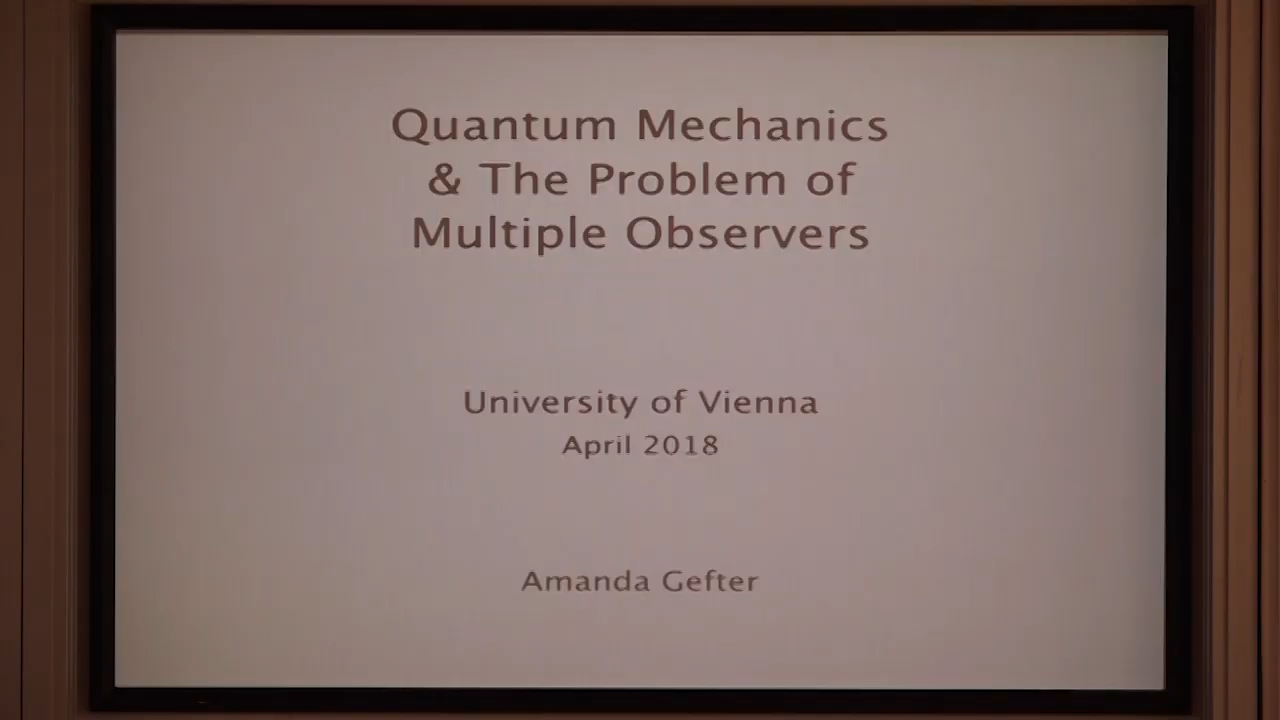 Quantum Mechanics
& The Problem of
Multiple Observers
University of Vienna
April 2018
Amanda Gefter